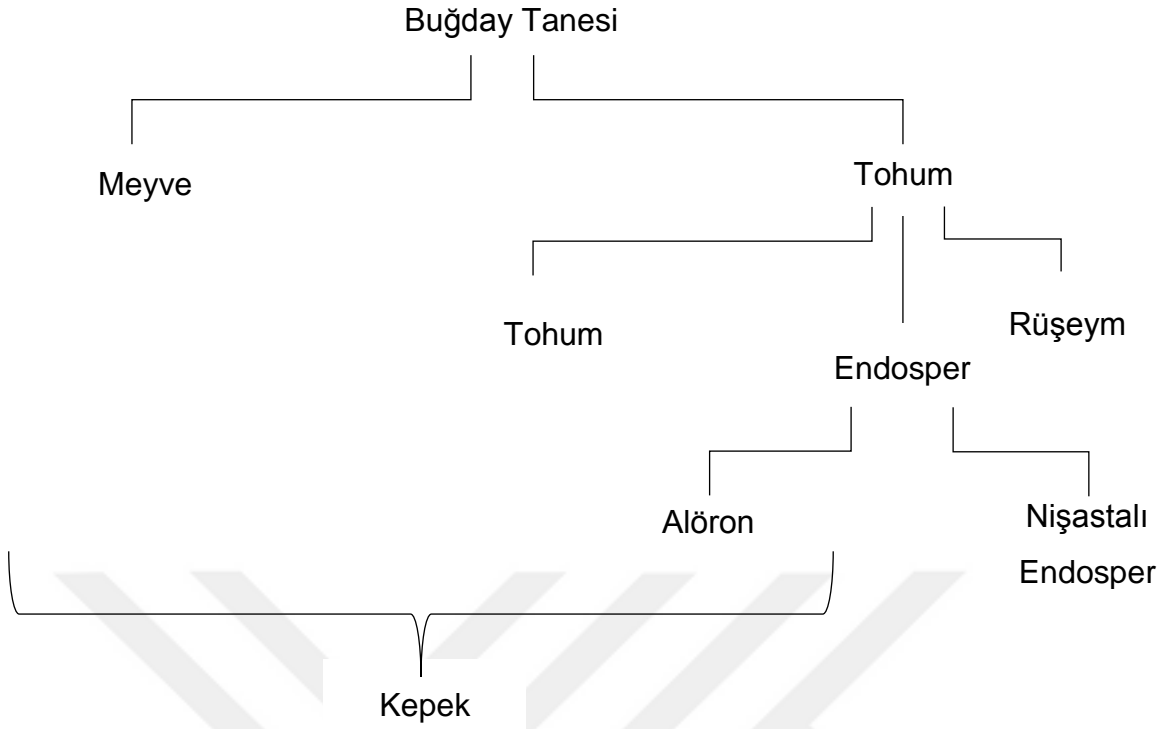 Buğday Tanesi
Meyve
Tohum
Tohum
Rüşeym
Endosper
Alöron
Nişastalı
Endosper
Kepek